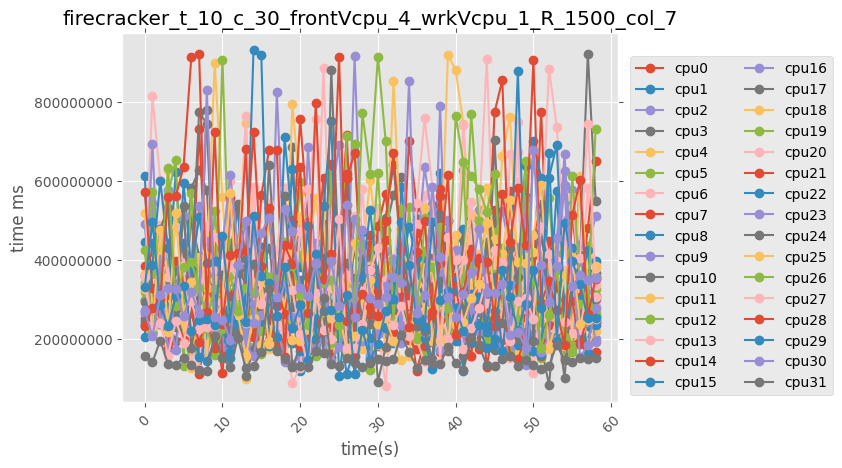 firecracker_t_10_c_30_frontVcpu_4_wrkVcpu_1_R_1500_col_7
time ms
800000000
600000000
400000000
200000000
0
10
20
30
40
50
60
time(s)
cpu0
cpu1
cpu2
cpu3
cpu4
cpu5
cpu6
cpu7
cpu8
cpu9
cpu10
cpu11
cpu12
cpu13
cpu14
cpu15
cpu16
cpu17
cpu18
cpu19
cpu20
cpu21
cpu22
cpu23
cpu24
cpu25
cpu26
cpu27
cpu28
cpu29
cpu30
cpu31